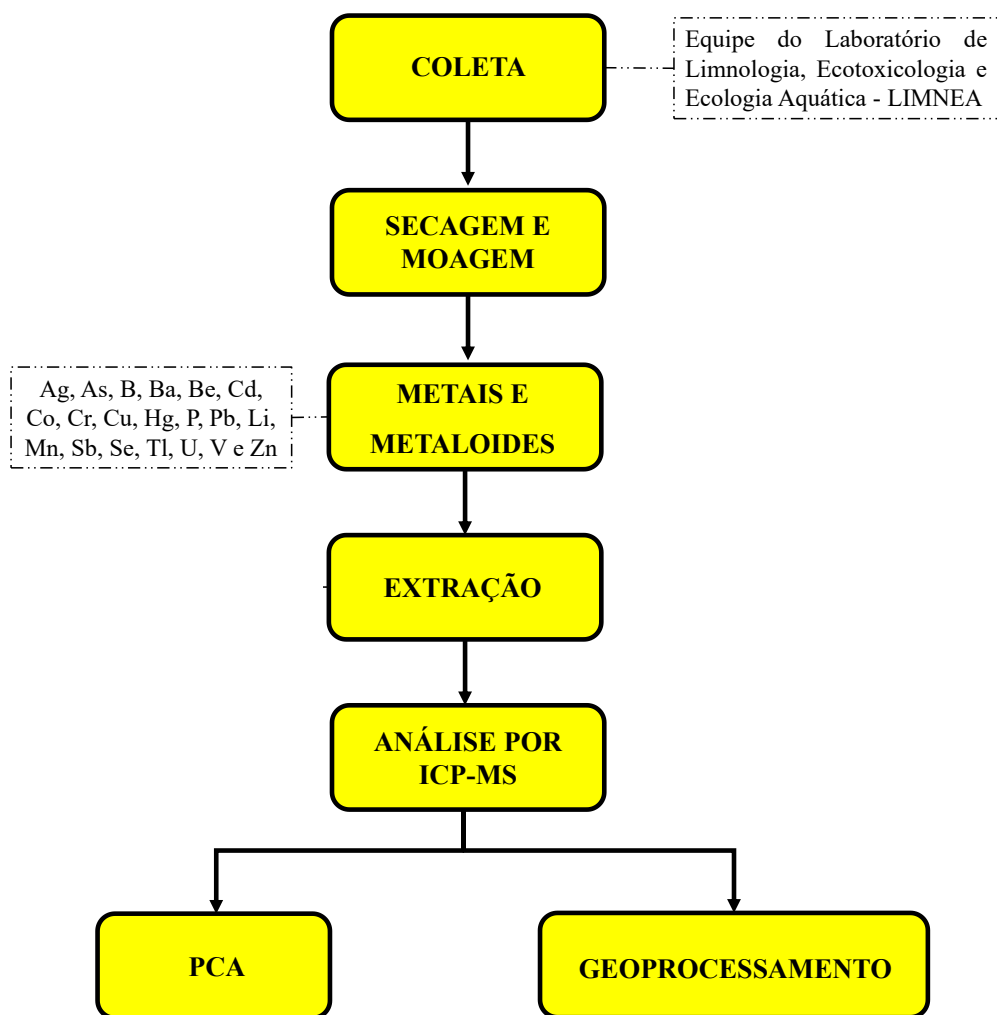 COLETA
Equipe do Laboratório de
Limnologia, Ecotoxicologia e
Ecologia Aquática - LIMNEA
SECAGEM E
MOAGEM
Ag, As, B, Ba, Be, Cd,
Co, Cr, Cu, Hg, P, Pb, Li,
Mn, Sb, Se, Tl, U, V e Zn
METAIS E
METALOIDES
EXTRAÇÃO
ANÁLISE POR
ICP-MS
PCA
GEOPROCESSAMENTO